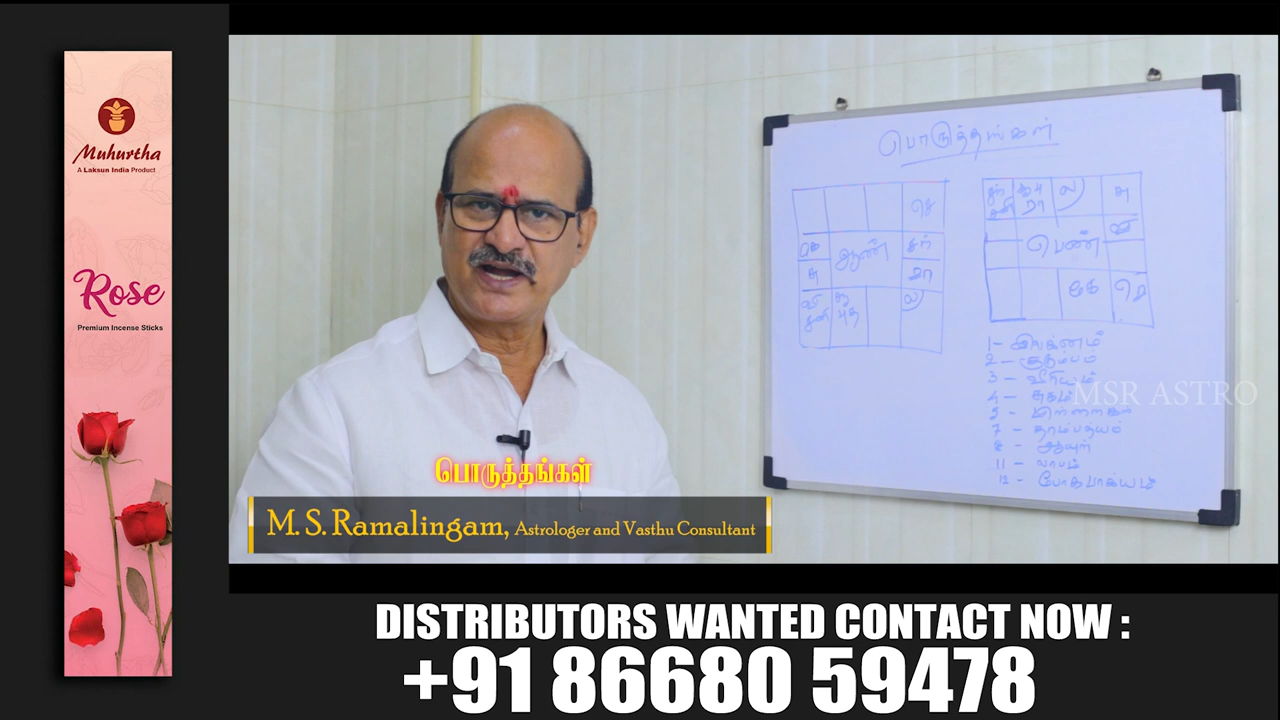 Muhurtha
A Laksun India Product
Rose
Premium Incense Sticks
பொருத்தங்கள்
செ
ஆண்
ல
பெண்
கே
1 - இலக்னம்
2 - குடும்பம்
3 - வீரியம்
4 - சுகம்
5 - பிள்ளைகள்
7 - தாம்பத்யம்
8 - ஆயுள்
11 - லாபம்
12 - போகபாக்யம்
MSR ASTRO
பொருத்தங்கள்
M. S. Ramalingam, Astrologer and Vasthu Consultant
DISTRIBUTORS WANTED CONTACT NOW :
+91 86680 59478